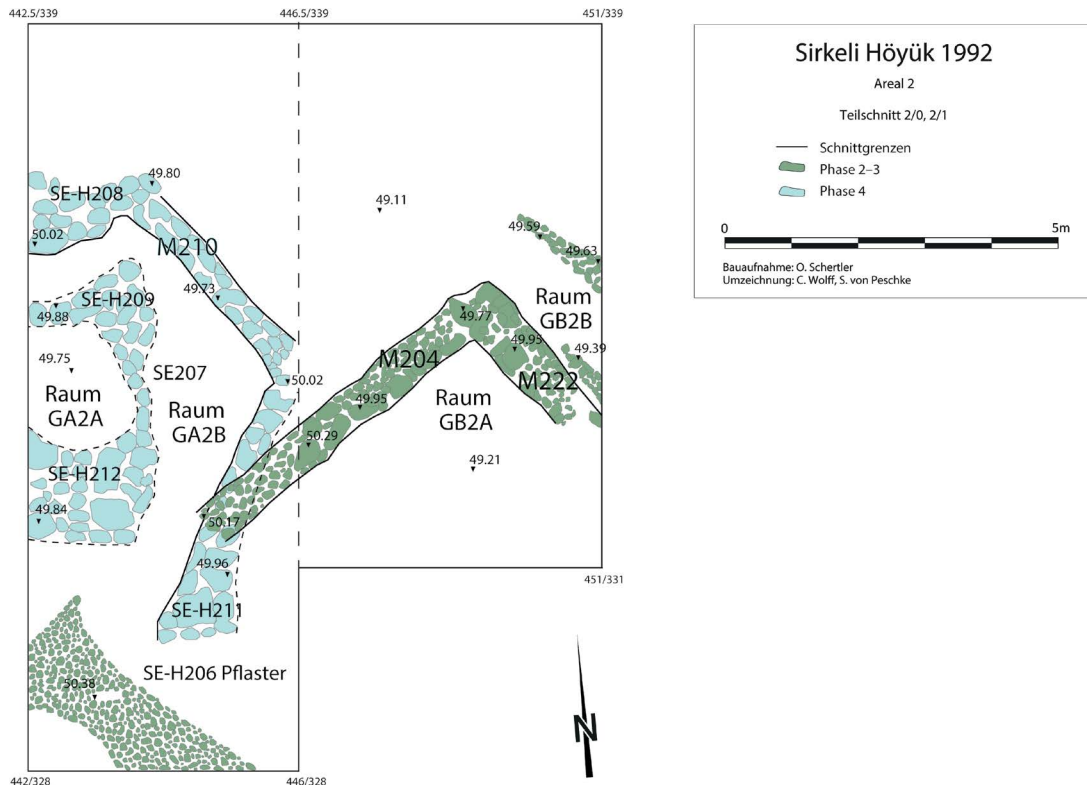 442.5/339
446.5/339
451/339
Sirkeli Höyük 1992
Areal 2
Teilschnitt 2/0, 2/1
Schnittgrenzen
Phase 2–3
Phase 4
0
5m
Bauaufnahme: O. Schertler
Umzeichnung: C. Wolff, S. von Peschke
49.80
SE-H208
49.11
50.02
M210
49.59
49.63
SE-H209
49.73
49.88
Raum
GB2B
49.77
49.95
49.39
49.75
M204
SE207
50.02
M222
Raum
GA2A
Raum
GA2B
49.95
Raum
GB2A
50.29
49.21
SE-H212
49.84
50.17
49.96
451/331
SE-H211
SE-H206 Pflaster
50.38
N
442/328
446/328